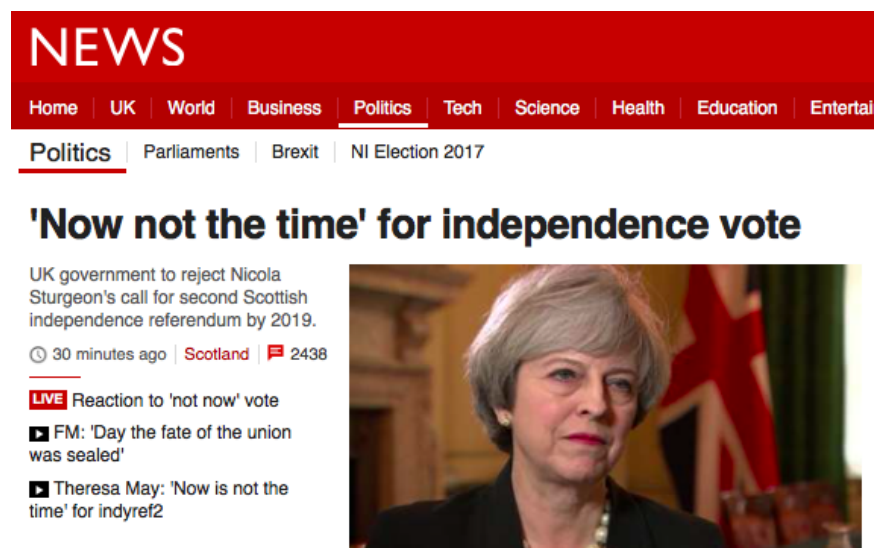 NEWS
Home UK World Business Politics Tech Science Health Education Entertai
Politics Parliaments Brexit NI Election 2017
'Now not the time' for independence vote
UK government to reject Nicola
Sturgeon's call for second Scottish
independence referendum by 2019.
30 minutes ago Scotland 2438
LIVE Reaction to 'not now' vote
FM: 'Day the fate of the union
was sealed'
Theresa May: 'Now is not the
time' for indyref2